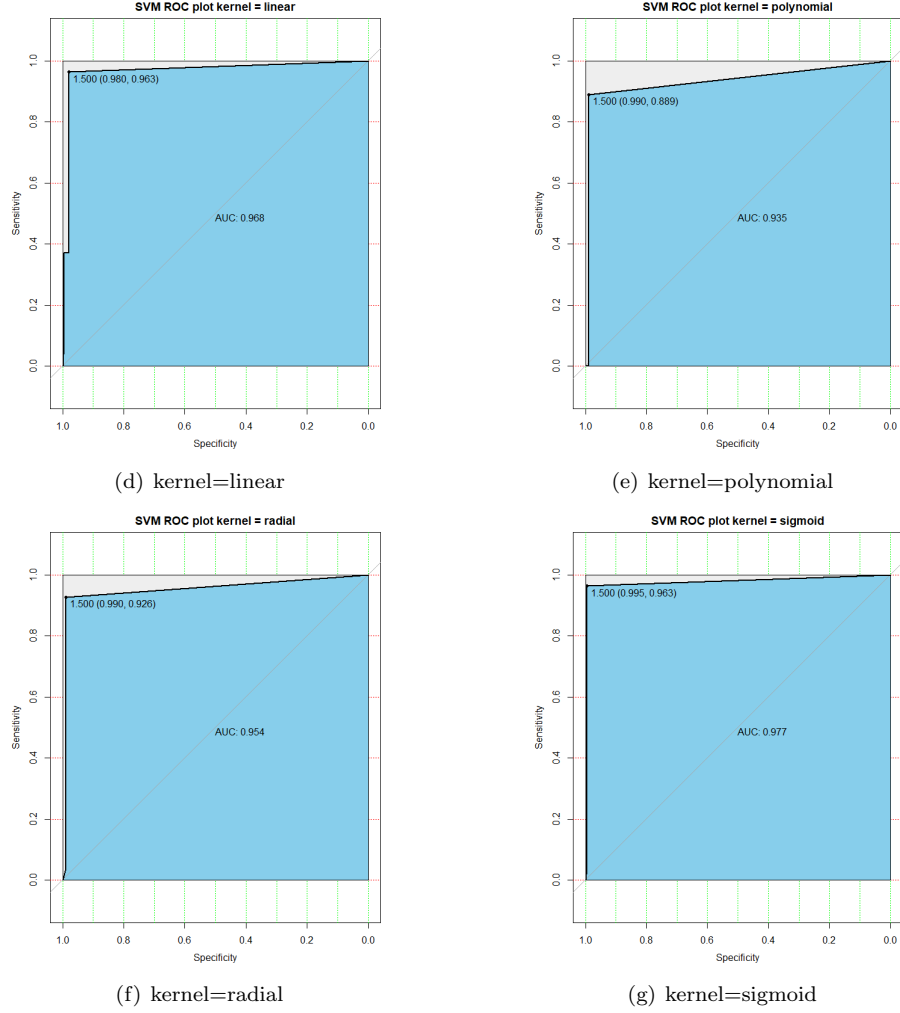 SVM ROC plot kernel = linear
1.0
0.8
0.6
0.4
0.2
0.0
Sensitivity
1.500 (0.980, 0.963)
AUC: 0.968
1.0
0.8
0.6
0.4
0.2
0.0
Specificity
(d) kernel=linear
SVM ROC plot kernel = polynomial
1.0
0.8
0.6
0.4
0.2
0.0
Sensitivity
1.500 (0.990, 0.889)
AUC: 0.935
1.0
0.8
0.6
0.4
0.2
0.0
Specificity
(e) kernel=polynomial
SVM ROC plot kernel = radial
1.0
0.8
0.6
0.4
0.2
0.0
Sensitivity
1.500 (0.990, 0.926)
AUC: 0.954
1.0
0.8
0.6
0.4
0.2
0.0
Specificity
(f) kernel=radial
SVM ROC plot kernel = sigmoid
1.0
0.8
0.6
0.4
0.2
0.0
Sensitivity
1.500 (0.995, 0.963)
AUC: 0.977
1.0
0.8
0.6
0.4
0.2
0.0
Specificity
(g) kernel=sigmoid